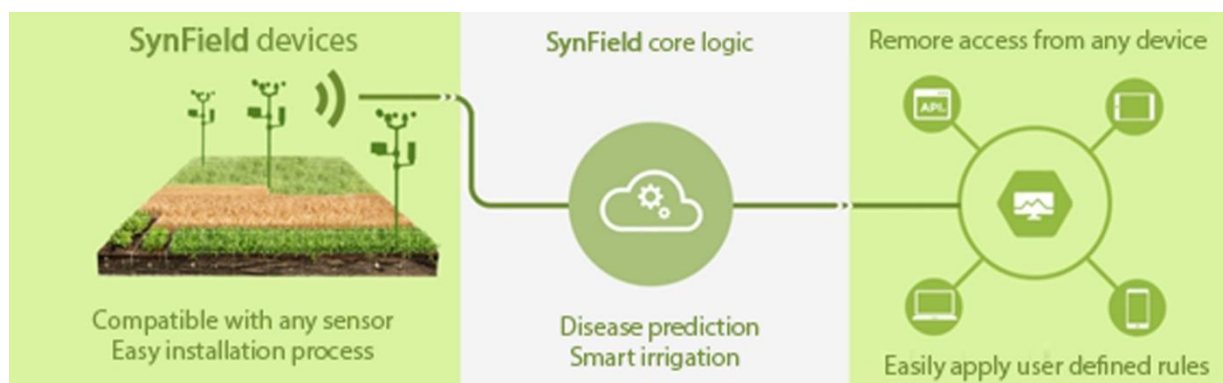 SynField devices
Compatible with any sensor
Easy installation process
SynField core logic
Disease prediction
Smart irrigation
Remore access from any device
API.
Easily apply user defined rules